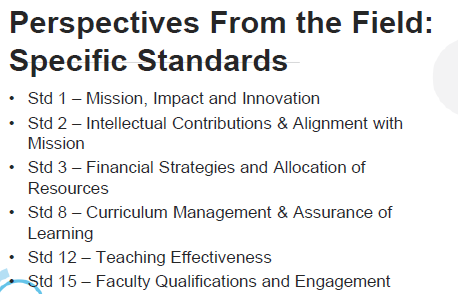 Perspectives From the Field:
Specific Standards
• Std 1 – Mission, Impact and Innovation
• Std 2 – Intellectual Contributions & Alignment with
Mission
• Std 3 – Financial Strategies and Allocation of
Resources
• Std 8 – Curriculum Management & Assurance of
Learning
• Std 12 – Teaching Effectiveness
• Std 15 – Faculty Qualifications and Engagement